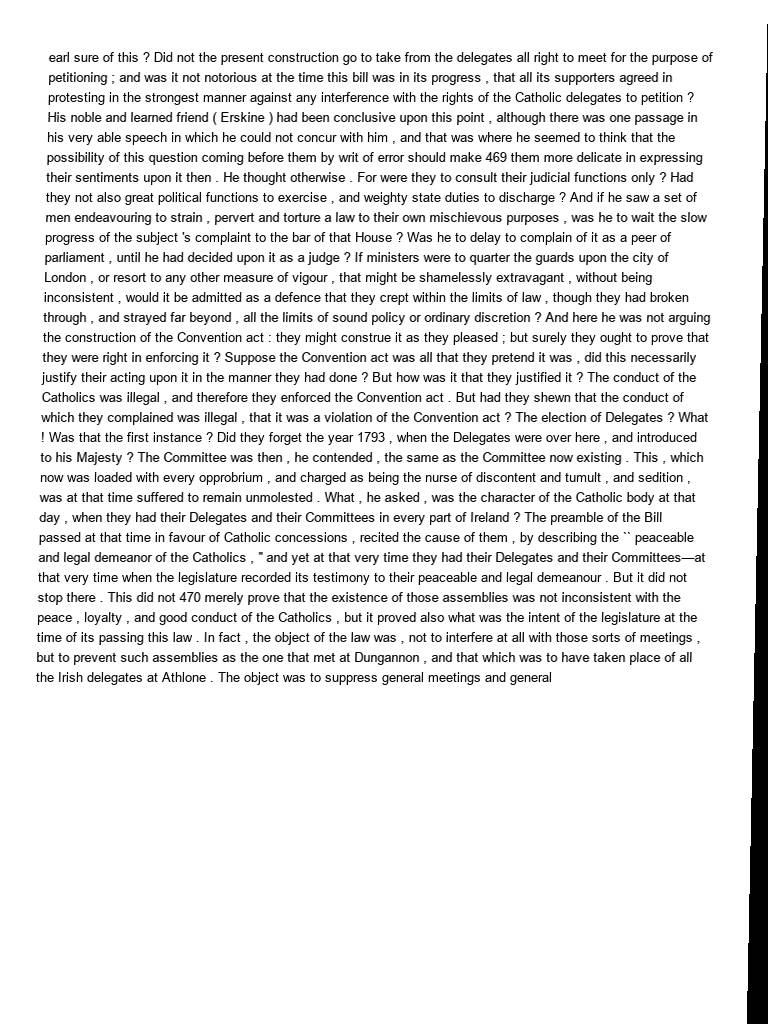 earl sure of this ? Did not the present construction go to take from the delegates all right to meet for the purpose of
petitioning ; and was it not notorious at the time this bill was in its progress , that all its supporters agreed in
protesting in the strongest manner against any interference with the rights of the Catholic delegates to petition ?
His noble and learned friend ( Erskine ) had been conclusive upon this point , although there was one passage in
his very able speech in which he could not concur with him , and that was where he seemed to think that the
possibility of this question coming before them by writ of error should make 469 them more delicate in expressing
their sentiments upon it then . He thought otherwise . For were they to consult their judicial functions only ? Had
they not also great political functions to exercise , and weighty state duties to discharge ? And if he saw a set of
men endeavouring to strain , pervert and torture a law to their own mischievous purposes , was he to wait the slow
progress of the subject 's complaint to the bar of that House ? Was he to delay to complain of it as a peer of
parliament , until he had decided upon it as a judge ? If ministers were to quarter the guards upon the city of
London , or resort to any other measure of vigour , that might be shamelessly extravagant , without being
inconsistent , would it be admitted as a defence that they crept within the limits of law , though they had broken
through , and strayed far beyond , all the limits of sound policy or ordinary discretion ? And here he was not arguing
the construction of the Convention act : they might construe it as they pleased ; but surely they ought to prove that
they were right in enforcing it ? Suppose the Convention act was all that they pretend it was , did this necessarily
justify their acting upon it in the manner they had done ? But how was it that they justified it ? The conduct of the
Catholics was illegal , and therefore they enforced the Convention act . But had they shewn that the conduct of
which they complained was illegal , that it was a violation of the Convention act ? The election of Delegates ? What
! Was that the first instance ? Did they forget the year 1793 , when the Delegates were over here , and introduced
to his Majesty ? The Committee was then , he contended , the same as the Committee now existing . This , which
now was loaded with every opprobrium , and charged as being the nurse of discontent and tumult , and sedition ,
was at that time suffered to remain unmolested . What , he asked , was the character of the Catholic body at that
day , when they had their Delegates and their Committees in every part of Ireland ? The preamble of the Bill
passed at that time in favour of Catholic concessions , recited the cause of them , by describing the `` peaceable
and legal demeanor of the Catholics , " and yet at that very time they had their Delegates and their Committees—at
that very time when the legislature recorded its testimony to their peaceable and legal demeanour . But it did not
stop there . This did not 470 merely prove that the existence of those assemblies was not inconsistent with the
peace , loyalty , and good conduct of the Catholics , but it proved also what was the intent of the legislature at the
time of its passing this law . In fact , the object of the law was , not to interfere at all with those sorts of meetings ,
but to prevent such assemblies as the one that met at Dungannon , and that which was to have taken place of all
the Irish delegates at Athlone . The object was to suppress general meetings and general